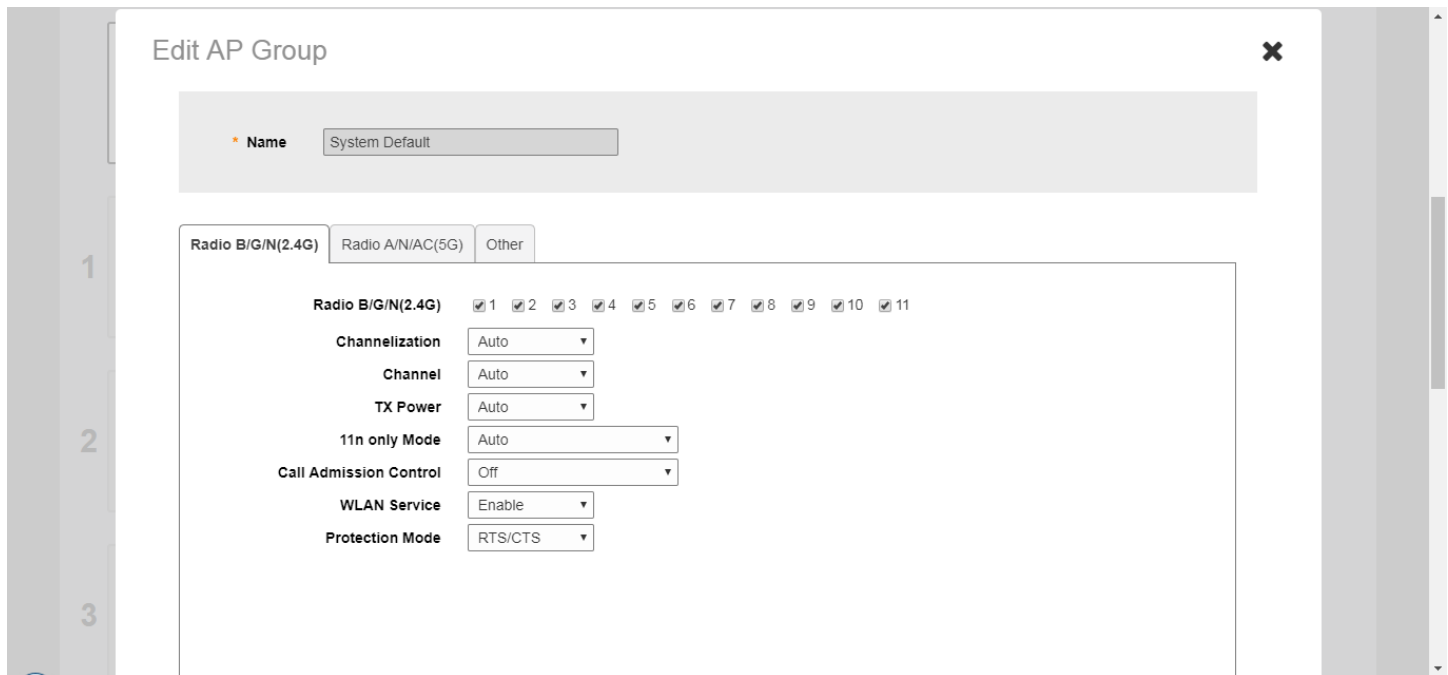 Edit AP Group
* Name System Default
Radio B/G/N(2.4G) Radio A/N/AC(5G) Other
1
Radio B/G/N(2.4G) 1 2 3 4 5 6 7 8 9 10 11
Channelization Auto
Channel Auto
TX Power Auto
11n only Mode Auto
2
Call Admission Control Off
WLAN Service Enable
Protection Mode RTS/CTS
3